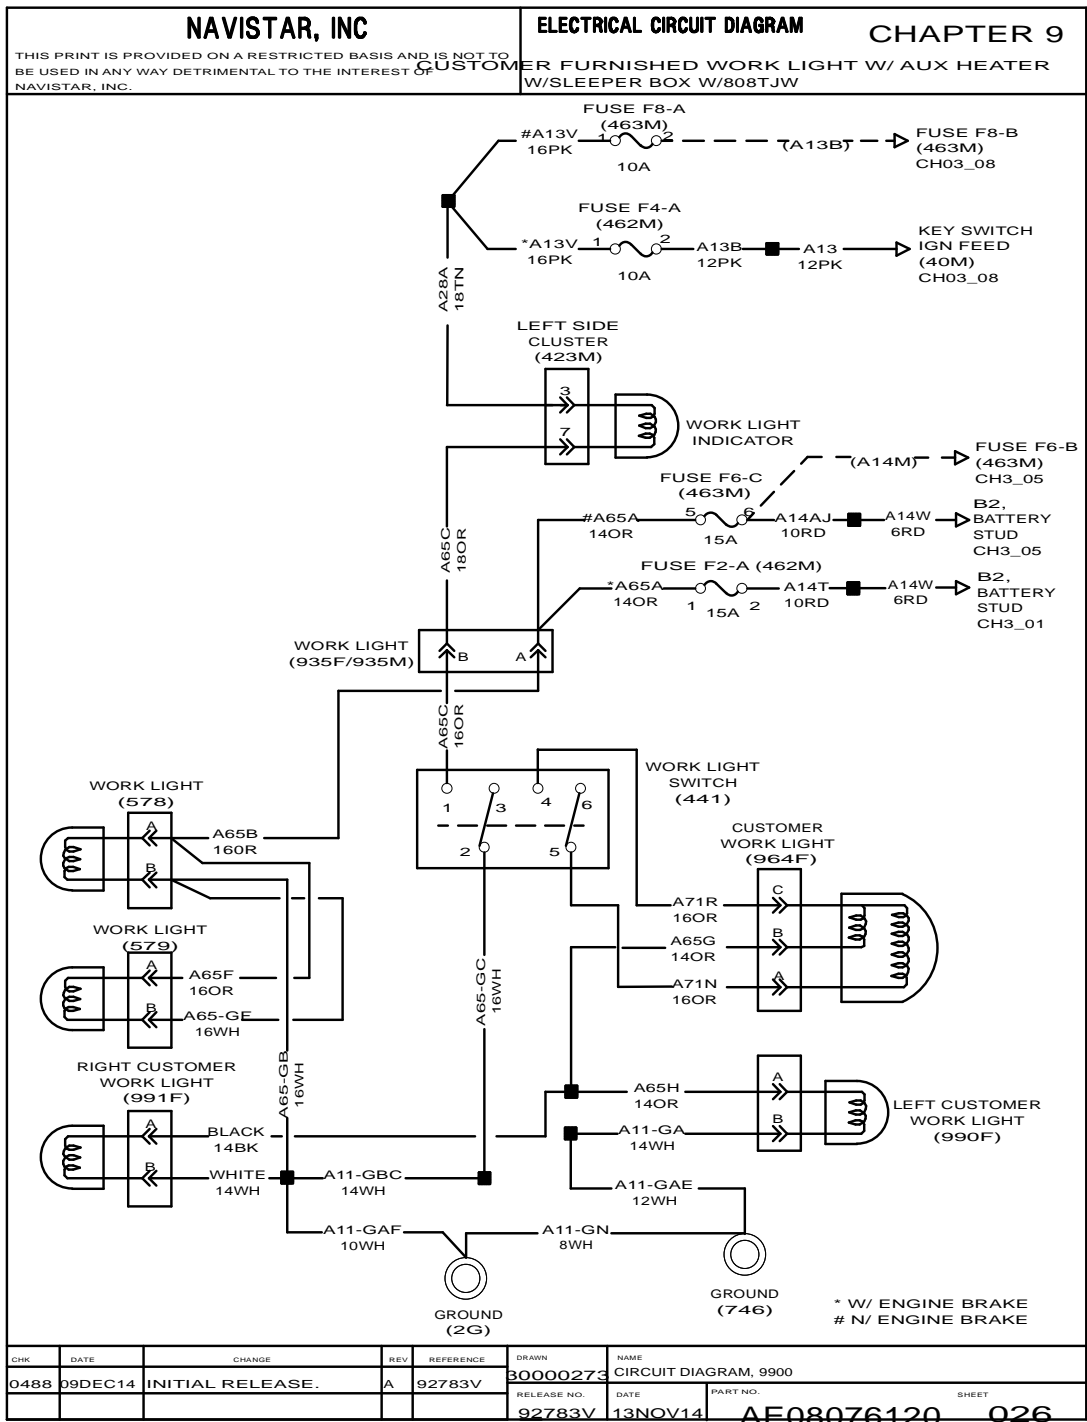 NAVISTAR, INC
THIS PRINT IS PROVIDED ON A RESTRICTED BASIS AND IS NOT TO
BE USED IN ANY WAY DETRIMENTAL TO THE INTEREST OF
NAVISTAR, INC.
ELECTRICAL CIRCUIT DIAGRAM
CHAPTER 9
CUSTOMER FURNISHED WORK LIGHT W/ AUX HEATER
W/SLEEPER BOX W/808TJW
FUSE F8-A
(463M)
#A13V
16PK
1
2
10A
(A13B)
FUSE F8-B
(463M)
CH03_08
FUSE F4-A
(462M)
*A13V
16PK
1
2
10A
A13B
12PK
A13
12PK
KEY SWITCH
IGN FEED
(40M)
CH03_08
A28A
18TN
LEFT SIDE
CLUSTER
(423M)
3
7
WORK LIGHT
INDICATOR
A65C
18OR
FUSE F6-C
(463M)
#A65A
14OR
5
6
15A
(A14M)
FUSE F6-B
(463M)
CH3_05
A14AJ
10RD
A14W
6RD
B2,
BATTERY
STUD
CH3_05
FUSE F2-A (462M)
*A65A
14OR
1
15A
2
A14T
10RD
A14W
6RD
B2,
BATTERY
STUD
CH3_01
WORK LIGHT
(935F/935M)
B
A
A65C
16OR
WORK LIGHT
SWITCH
(441)
1
3
4
6
2
5
WORK LIGHT
(578)
A
B
A65B
16OR
WORK LIGHT
(579)
A
B
A65F
16OR
A65-GE
16WH
A65-GB
16WH
A65-GC
16WH
CUSTOMER
WORK LIGHT
(964F)
A71R
16OR
C
A65G
14OR
B
A71N
16OR
A
RIGHT CUSTOMER
WORK LIGHT
(991F)
A
B
BLACK
14BK
WHITE
14WH
A11-GBC
14WH
A65H
14OR
A
A11-GA
14WH
B
LEFT CUSTOMER
WORK LIGHT
(990F)
A11-GAE
12WH
A11-GAF
10WH
A11-GN
8WH
GROUND
(2G)
GROUND
(746)
* W/ ENGINE BRAKE
# N/ ENGINE BRAKE
CHK
DATE
CHANGE
REV
REFERENCE
0488
09DEC14
INITIAL RELEASE.
A
92783V
DRAWN
30000273
NAME
CIRCUIT DIAGRAM, 9900
RELEASE NO.
92783V
DATE
13NOV14
PART NO.
AF08076120
SHEET
026